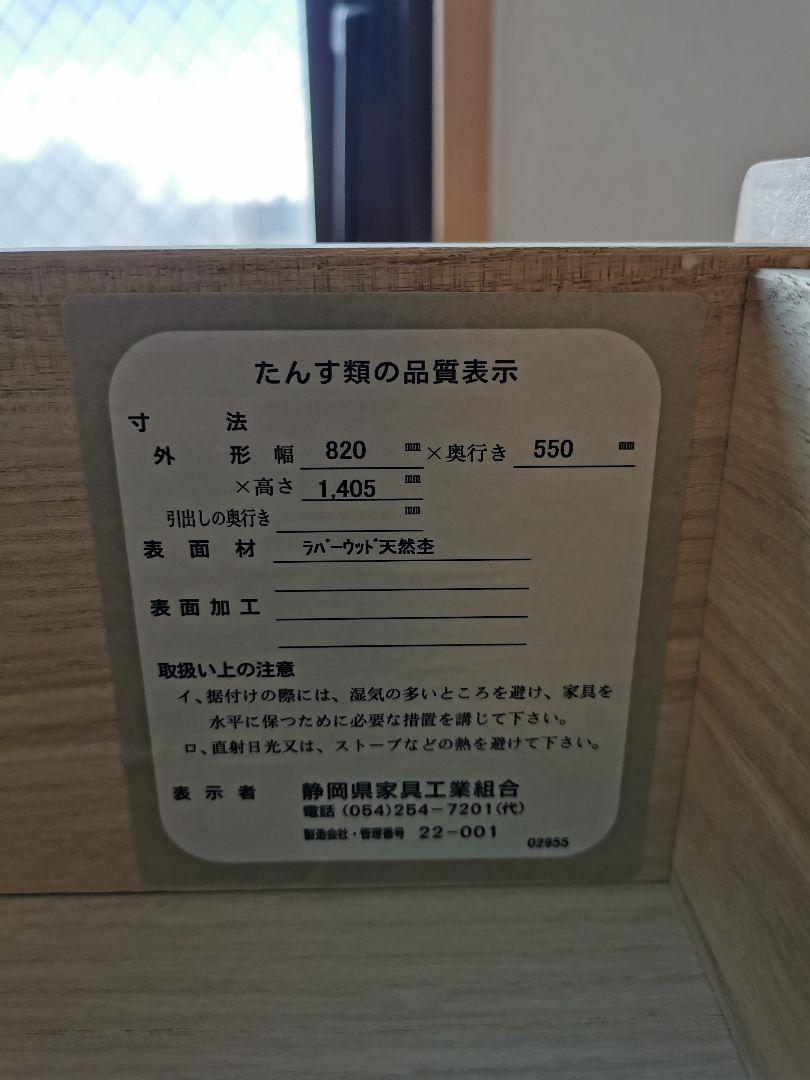 たんす類の品質表示
寸 法
外 形 幅 820 mm ×奥行き 550 mm
×高さ 1,405 mm
引出しの奥行き mm
表面材 ﾗﾊﾞｰｳｯﾄﾞ天然杢
表面加工
取扱い上の注意
イ、据付けの際には、湿気の多いところを避け、家具を
水平に保つために必要な措置を講じて下さい。
ロ、直射日光又は、ストーブなどの熱を避けて下さい。
表示者 静岡県家具工業組合
電話 (054)254-7201(代)
製造会社・管理番号 22-001
02955